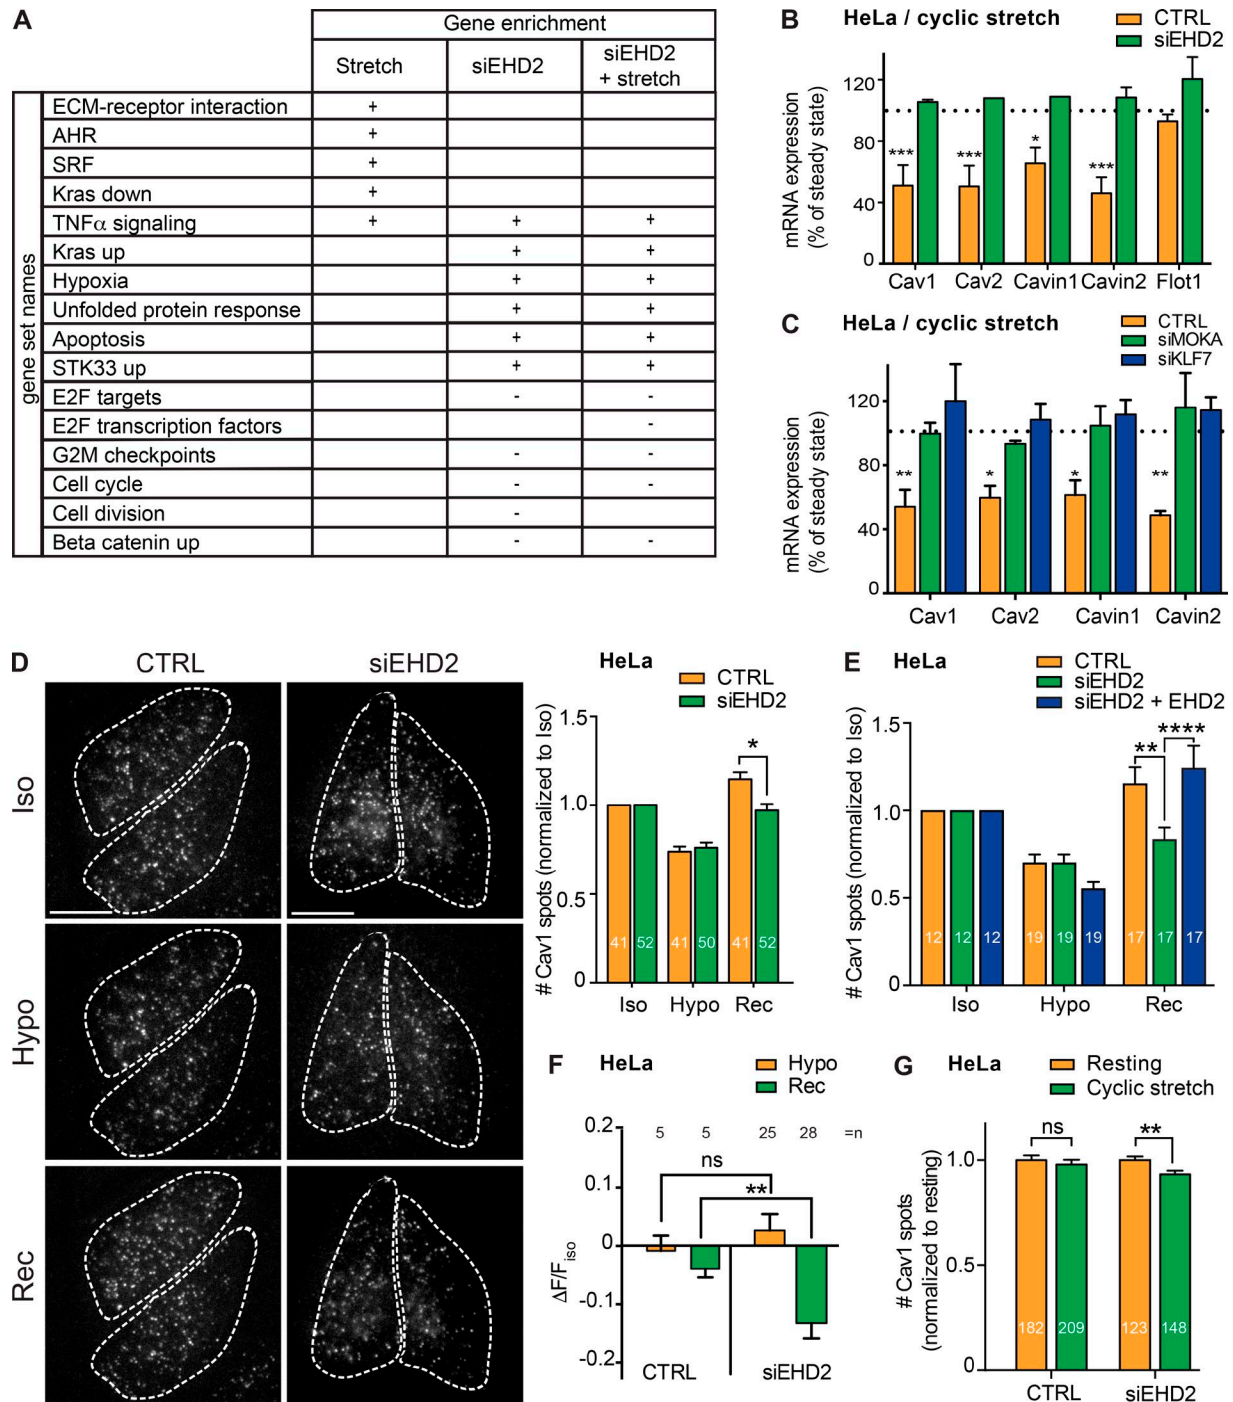 A
Gene enrichment
Stretch siEHD2 siEHD2 + stretch
gene set names
ECM-receptor interaction +
AHR +
SRF +
Kras down +
TNFα signaling + + +
Kras up + +
Hypoxia + +
Unfolded protein response + +
Apoptosis + +
STK33 up + +
E2F targets - -
E2F transcription factors -
G2M checkpoints - -
Cell cycle - -
Cell division -
Beta catenin up - -
B HeLa / cyclic stretch
CTRL
siEHD2
mRNA expression
(% of steady state)
120
80
40
0
*** *** * ***
Cav1 Cav2 Cavin1 Cavin2 Flot1
C HeLa / cyclic stretch
CTRL
siMOKA
siKLF7
mRNA expression
(% of steady state)
120
80
40
0
** * * **
Cav1 Cav2 Cavin1 Cavin2
D CTRL siEHD2
Iso
Hypo
Rec
HeLa
CTRL
siEHD2
# Cav1 spots (normalized to Iso)
1.5
1.0
0.5
0
*
41 52 41 50 41 52
Iso Hypo Rec
E HeLa
CTRL
siEHD2
siEHD2 + EHD2
# Cav1 spots (normalized to Iso)
1.5
1.0
0.5
0
** ****
12 12 12 19 19 19 17 17 17
Iso Hypo Rec
F HeLa
Hypo
Rec
ΔF/Fiso
0.2
0.1
0
-0.1
-0.2
5 5 25 28 =n
ns
**
CTRL siEHD2
G HeLa
Resting
Cyclic stretch
# Cav1 spots
(normalized to resting)
1.0
0.5
0
ns **
182 209 123 148
CTRL siEHD2